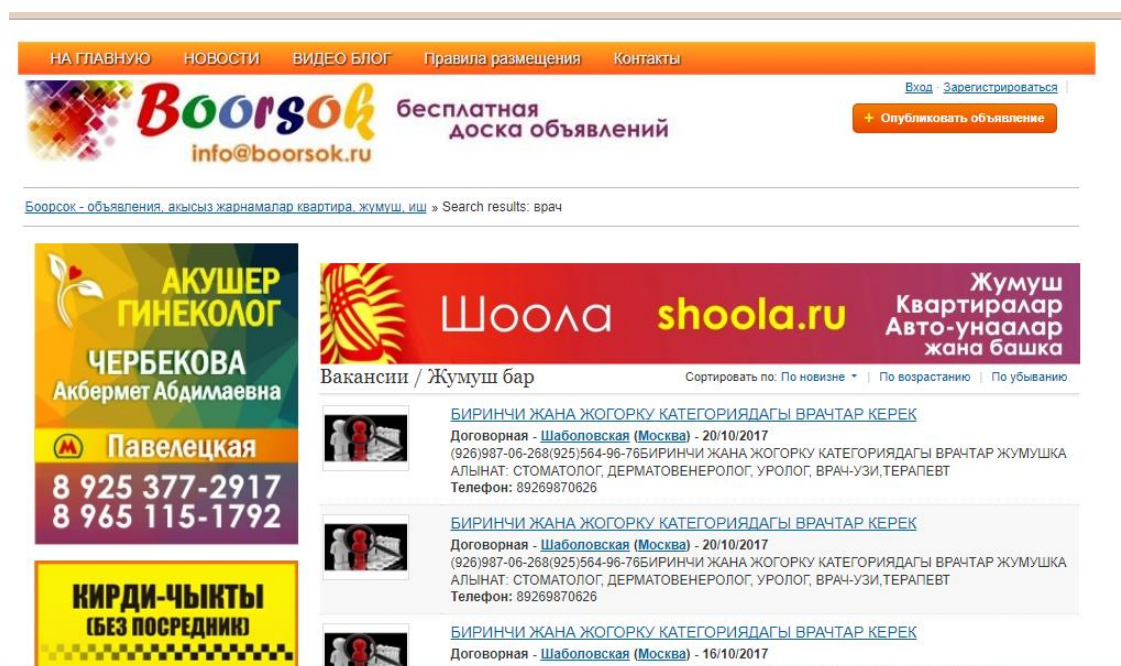 НА ГЛАВНУЮ НОВОСТИ ВИДЕО БЛОГ Правила размещения Контакты
Вход · Зарегистрироваться
Boorsok
бесплатная
доска объявлений
+ Опубликовать объявление
info@boorsok.ru
Боорсок - объявления, акысыз жарнамалар квартира, жумуш, иш » Search results: врач
АКУШЕР
ГИНЕКОЛОГ
ЧЕРБЕКОВА
Акбермет Абдиллаевна
М Павелецкая
8 925 377-2917
8 965 115-1792
КИРДИ-ЧЫКТЫ
(БЕЗ ПОСРЕДНИК)
Шоола shoola.ru
Жумуш
Квартиралар
Авто-унаалар
жана башка
Вакансии / Жумуш бар
Сортировать по: По новизне | По возрастанию | По убыванию
БИРИНЧИ ЖАНА ЖОГОРКУ КАТЕГОРИЯДАГЫ ВРАЧТАР КЕРЕК
Договорная - Шаболовская (Москва) - 20/10/2017
(926)987-06-268(925)564-96-76БИРИНЧИ ЖАНА ЖОГОРКУ КАТЕГОРИЯДАГЫ ВРАЧТАР ЖУМУШКА
АЛЫНАТ: СТОМАТОЛОГ, ДЕРМАТОВЕНЕРОЛОГ, УРОЛОГ, ВРАЧ-УЗИ,ТЕРАПЕВТ
Телефон: 89269870626
БИРИНЧИ ЖАНА ЖОГОРКУ КАТЕГОРИЯДАГЫ ВРАЧТАР КЕРЕК
Договорная - Шаболовская (Москва) - 20/10/2017
(926)987-06-268(925)564-96-76БИРИНЧИ ЖАНА ЖОГОРКУ КАТЕГОРИЯДАГЫ ВРАЧТАР ЖУМУШКА
АЛЫНАТ: СТОМАТОЛОГ, ДЕРМАТОВЕНЕРОЛОГ, УРОЛОГ, ВРАЧ-УЗИ,ТЕРАПЕВТ
Телефон: 89269870626
БИРИНЧИ ЖАНА ЖОГОРКУ КАТЕГОРИЯДАГЫ ВРАЧТАР КЕРЕК
Договорная - Шаболовская (Москва) - 16/10/2017